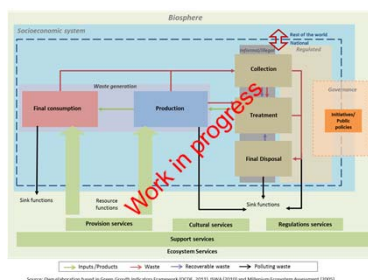 Biosphere
Socioeconomic system
Rest of the world
National
Informal/Illegal
Regulated
Collection
Waste generation
Governance
Final consumption
Production
Treatment
Initiatives/
Public
policies
Final Disposal
Work in progress
Sink functions
Resource
functions
Sink functions
Provision services
Cultural services
Regulations services
Support services
Ecosystem Services
Inputs/Products
Waste
Recoverable waste
Polluting waste